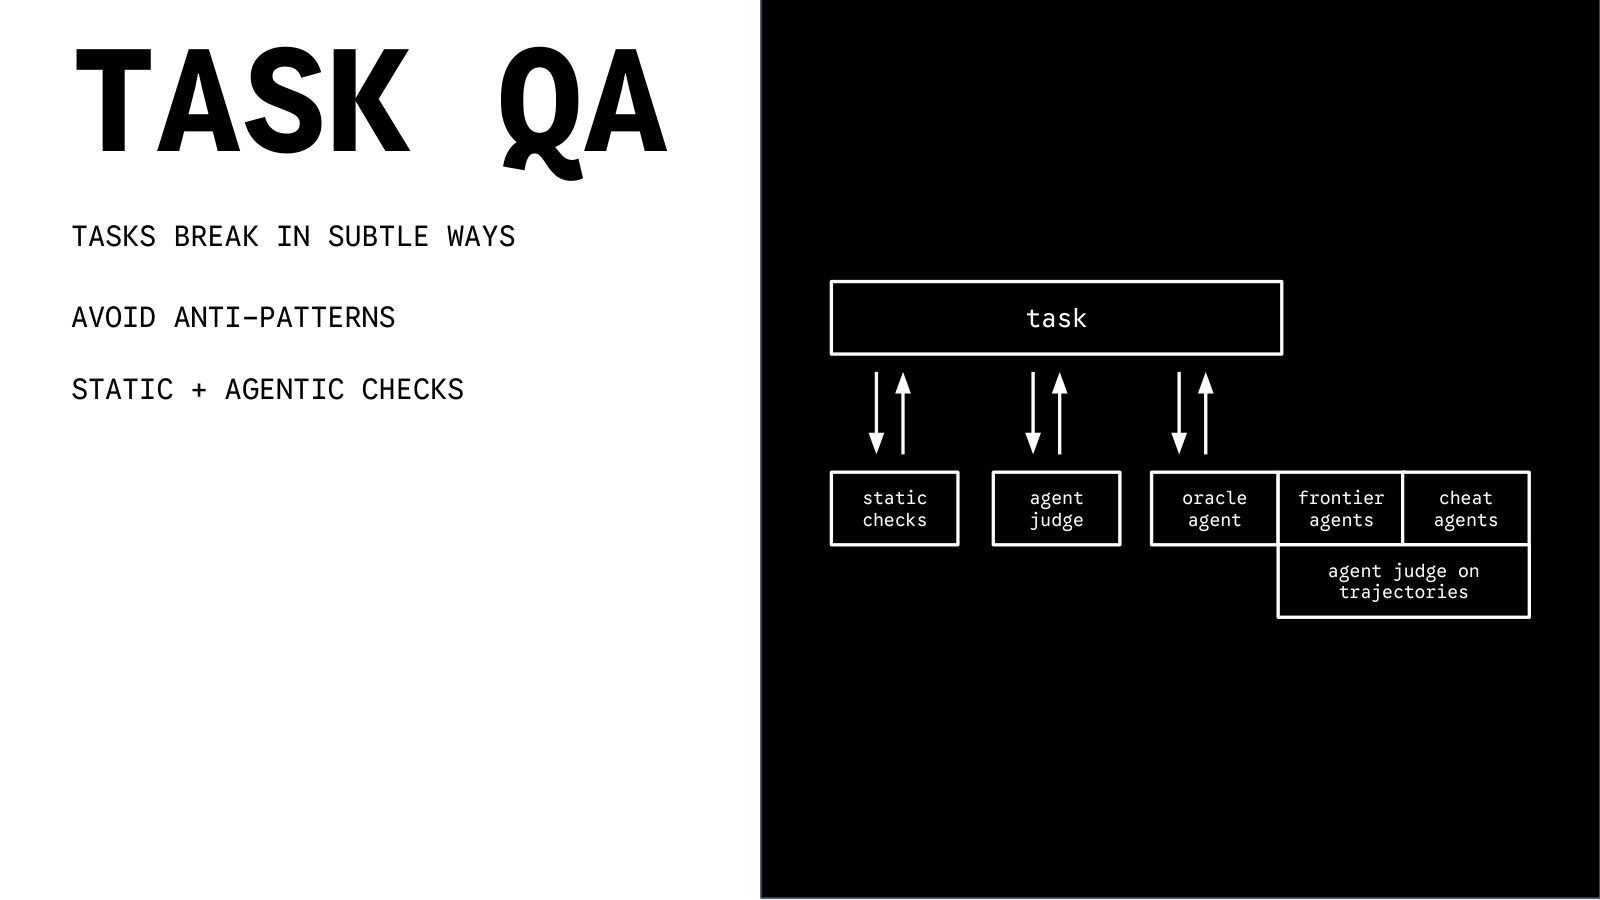 TASK QA
TASKS BREAK IN SUBTLE WAYS
AVOID ANTI-PATTERNS
STATIC + AGENTIC CHECKS
task
static
checks
agent
judge
oracle
agent
frontier
agents
cheat
agents
agent judge on
trajectories